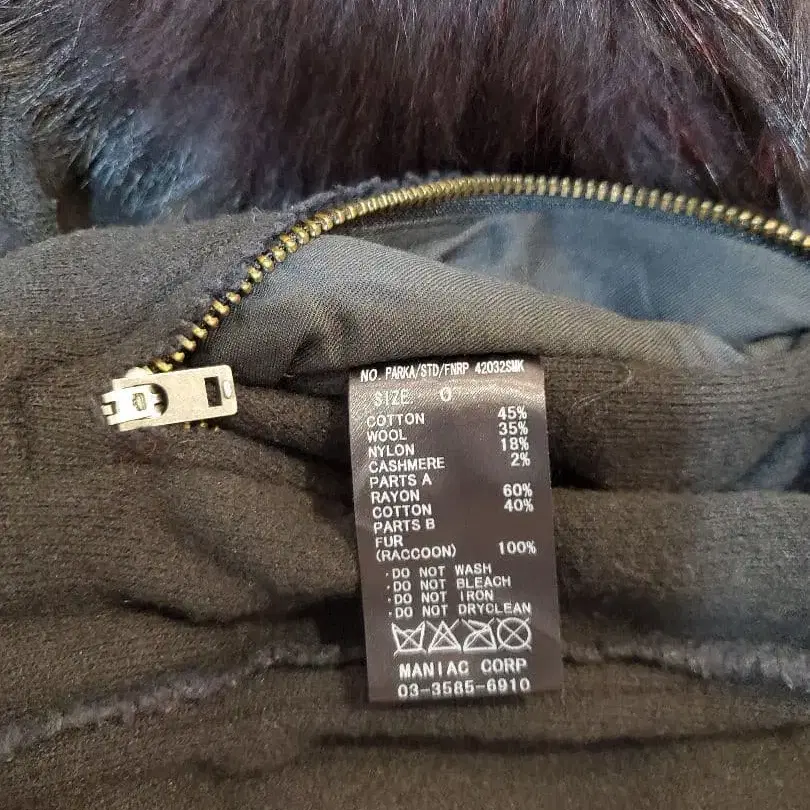 NO. PARKA/STD/FNRP 42032SMK
SIZE 0
COTTON 45%
WOOL 35%
NYLON 18%
CASHMERE 2%
PARTS A
RAYON 60%
COTTON 40%
PARTS B
FUR
(RACCOON) 100%
・DO NOT WASH
・DO NOT BLEACH
・DO NOT IRON
・DO NOT DRYCLEAN
MANIAC CORP
03-3585-6910